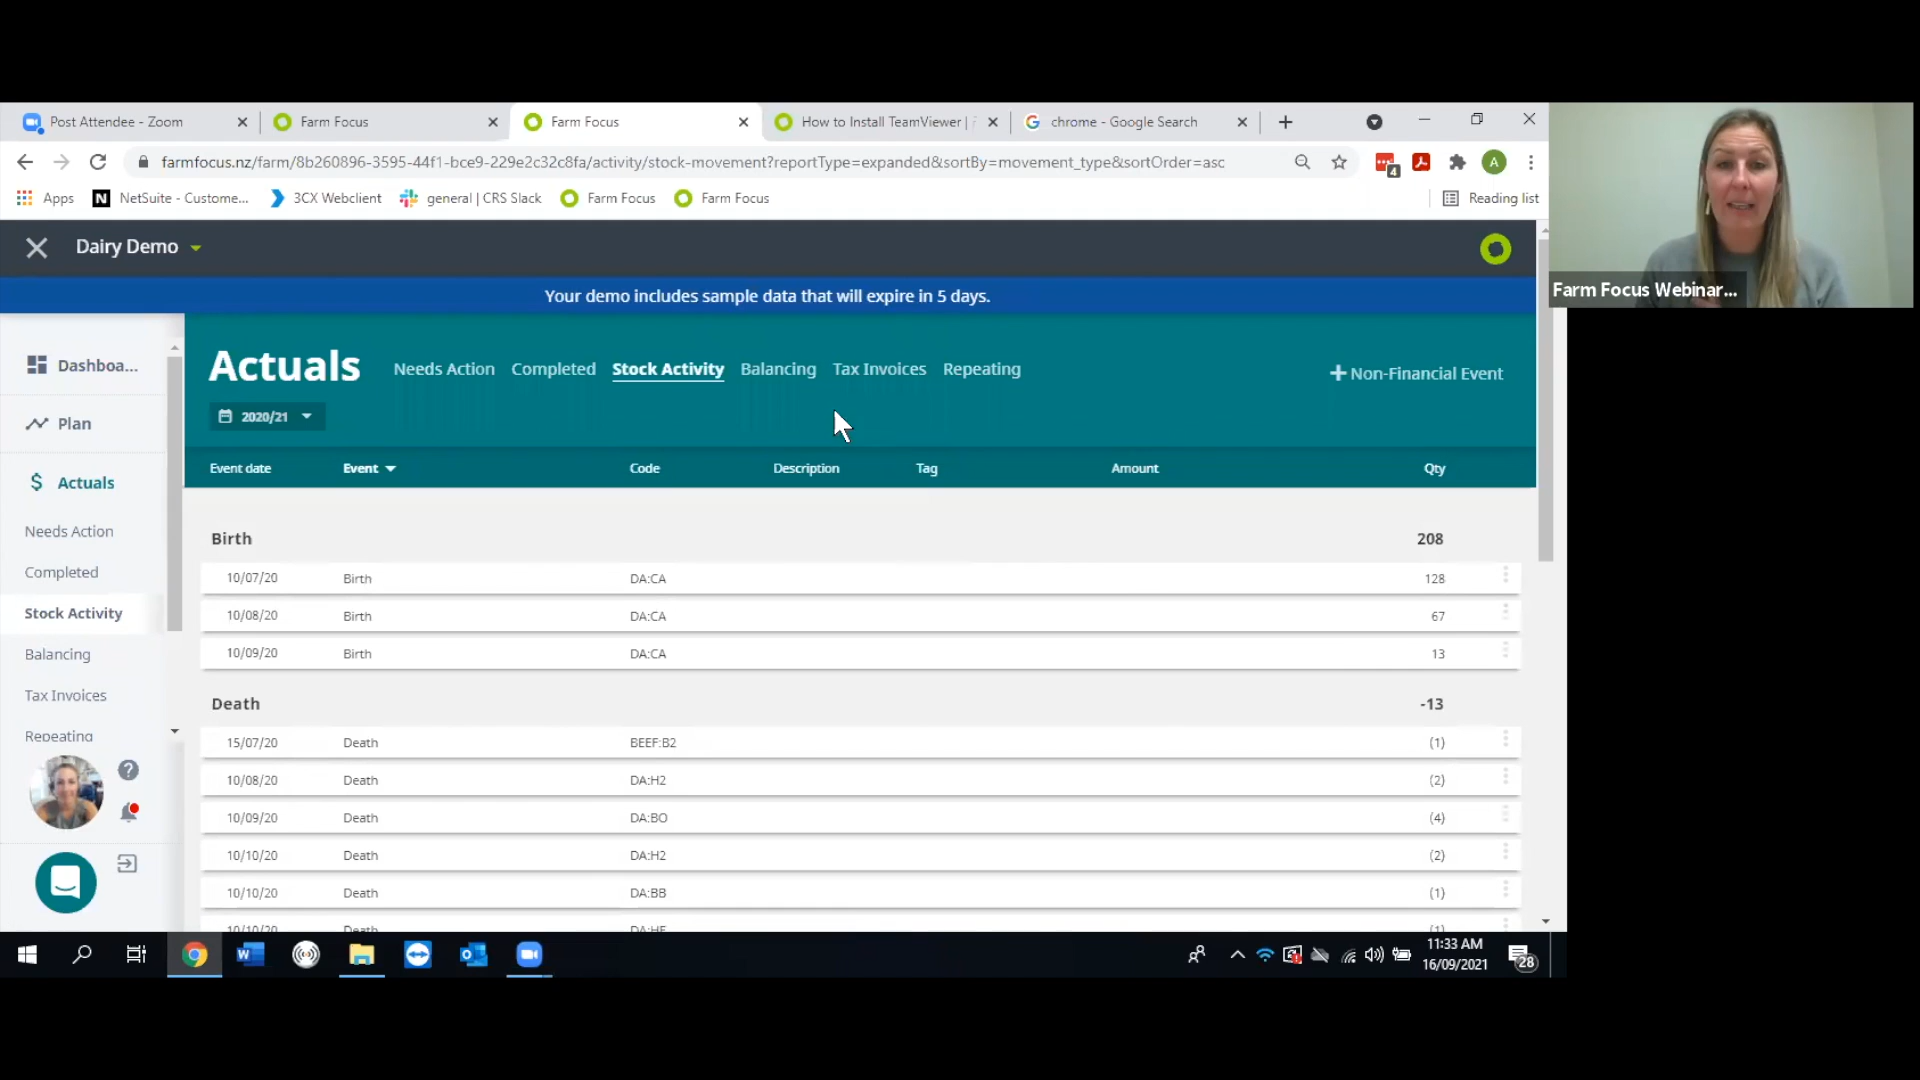 Post Attendee - Zoom
Farm Focus
Farm Focus
How to Install TeamViewer |
chrome - Google Search
farmfocus.nz/farm/8b260896-3595-44f1-bce9-229e2c32c8fa/activity/stock-movement?reportType=expanded&sortBy=movement_type&sortOrder=asc
4
A
Apps
NetSuite - Custome...
3CX Webclient
general | CRS Slack
Farm Focus
Farm Focus
Reading list
Dairy Demo
Farm Focus Webinar...
Your demo includes sample data that will expire in 5 days.
Dashboa...
Plan
Actuals
Needs Action
Completed
Stock Activity
Balancing
Tax Invoices
Repeating
Actuals
Needs Action Completed Stock Activity Balancing Tax Invoices Repeating
+ Non-Financial Event
2020/21
Event date Event Code Description Tag Amount Qty
Birth 208
10/07/20 Birth DA:CA 128
10/08/20 Birth DA:CA 67
10/09/20 Birth DA:CA 13
Death -13
15/07/20 Death BEEF:B2 (1)
10/08/20 Death DA:H2 (2)
10/09/20 Death DA:BO (4)
10/10/20 Death DA:H2 (2)
10/10/20 Death DA:BB (1)
10/10/20 Death DA:HE (1)
11:33 AM
16/09/2021
28